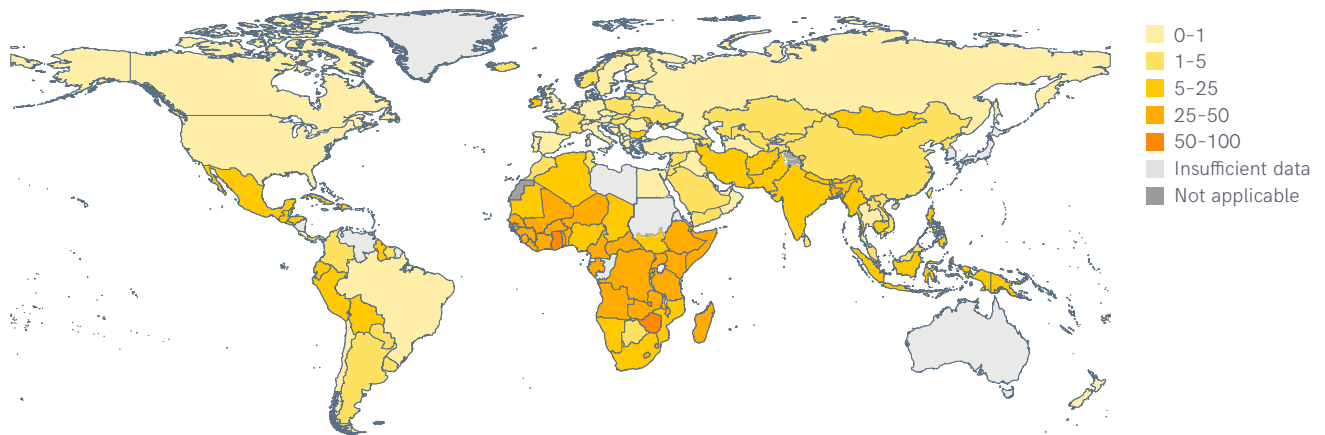 0-1
1-5
5-25
25-50
50-100
Insufficient data
Not applicable